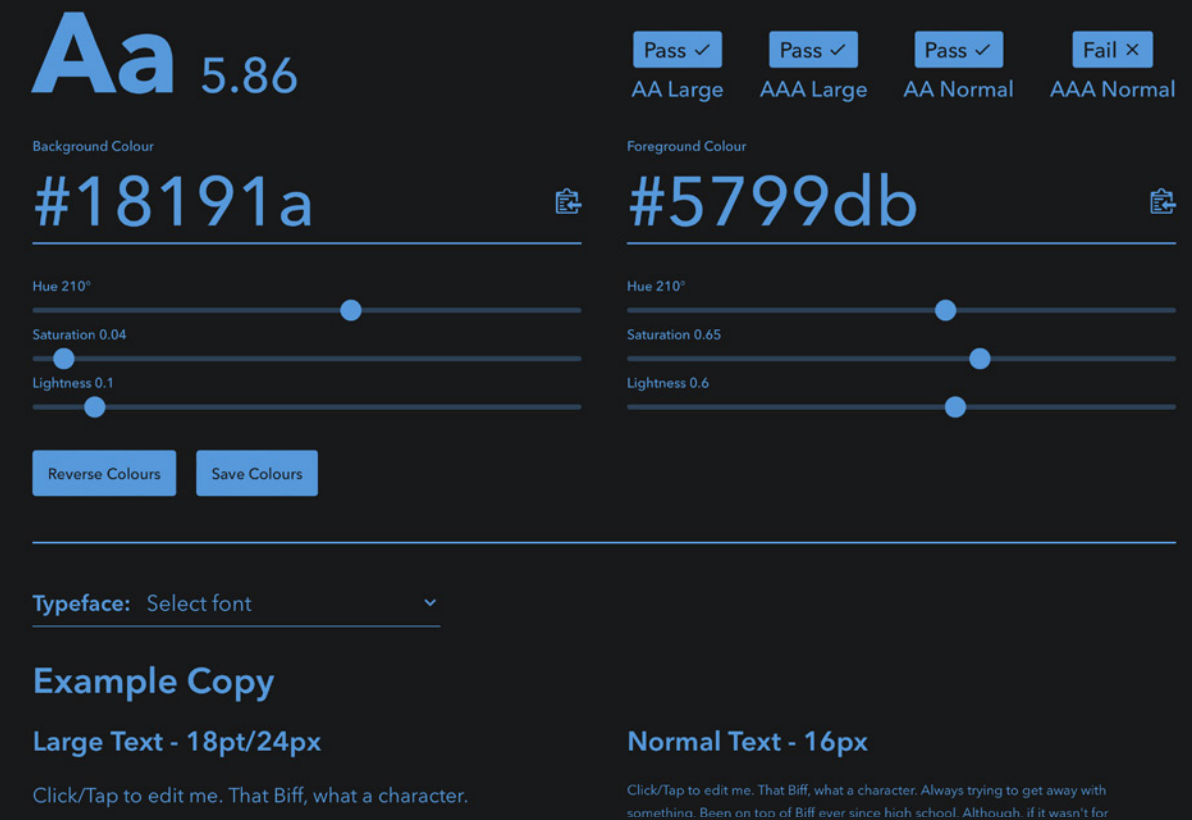 Aa 5.86
Pass ✓ Pass ✓ Pass ✓ Fail ×
AA Large AAA Large AA Normal AAA Normal
Background Colour
#18191a
Hue 210°
Saturation 0.04
Lightness 0.1
Foreground Colour
#5799db
Hue 210°
Saturation 0.65
Lightness 0.6
Reverse Colours Save Colours
Typeface: Select font
Example Copy
Large Text - 18pt/24px
Click/Tap to edit me. That Biff, what a character.
Normal Text - 16px
Click/Tap to edit me. That Biff, what a character. Always trying to get away with
something. Been on top of Biff ever since high school. Although, if it wasn't for